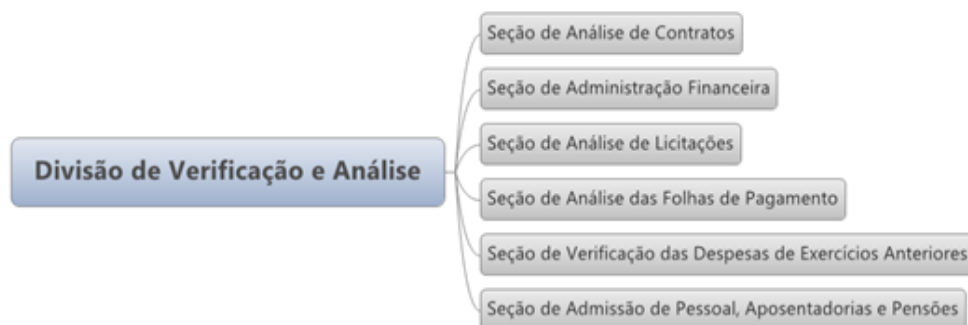 Seção de Análise de Contratos
Seção de Administração Financeira
Seção de Análise de Licitações
Divisão de Verificação e Análise
Seção de Análise das Folhas de Pagamento
Seção de Verificação das Despesas de Exercícios Anteriores
Seção de Admissão de Pessoal, Aposentadorias e Pensões